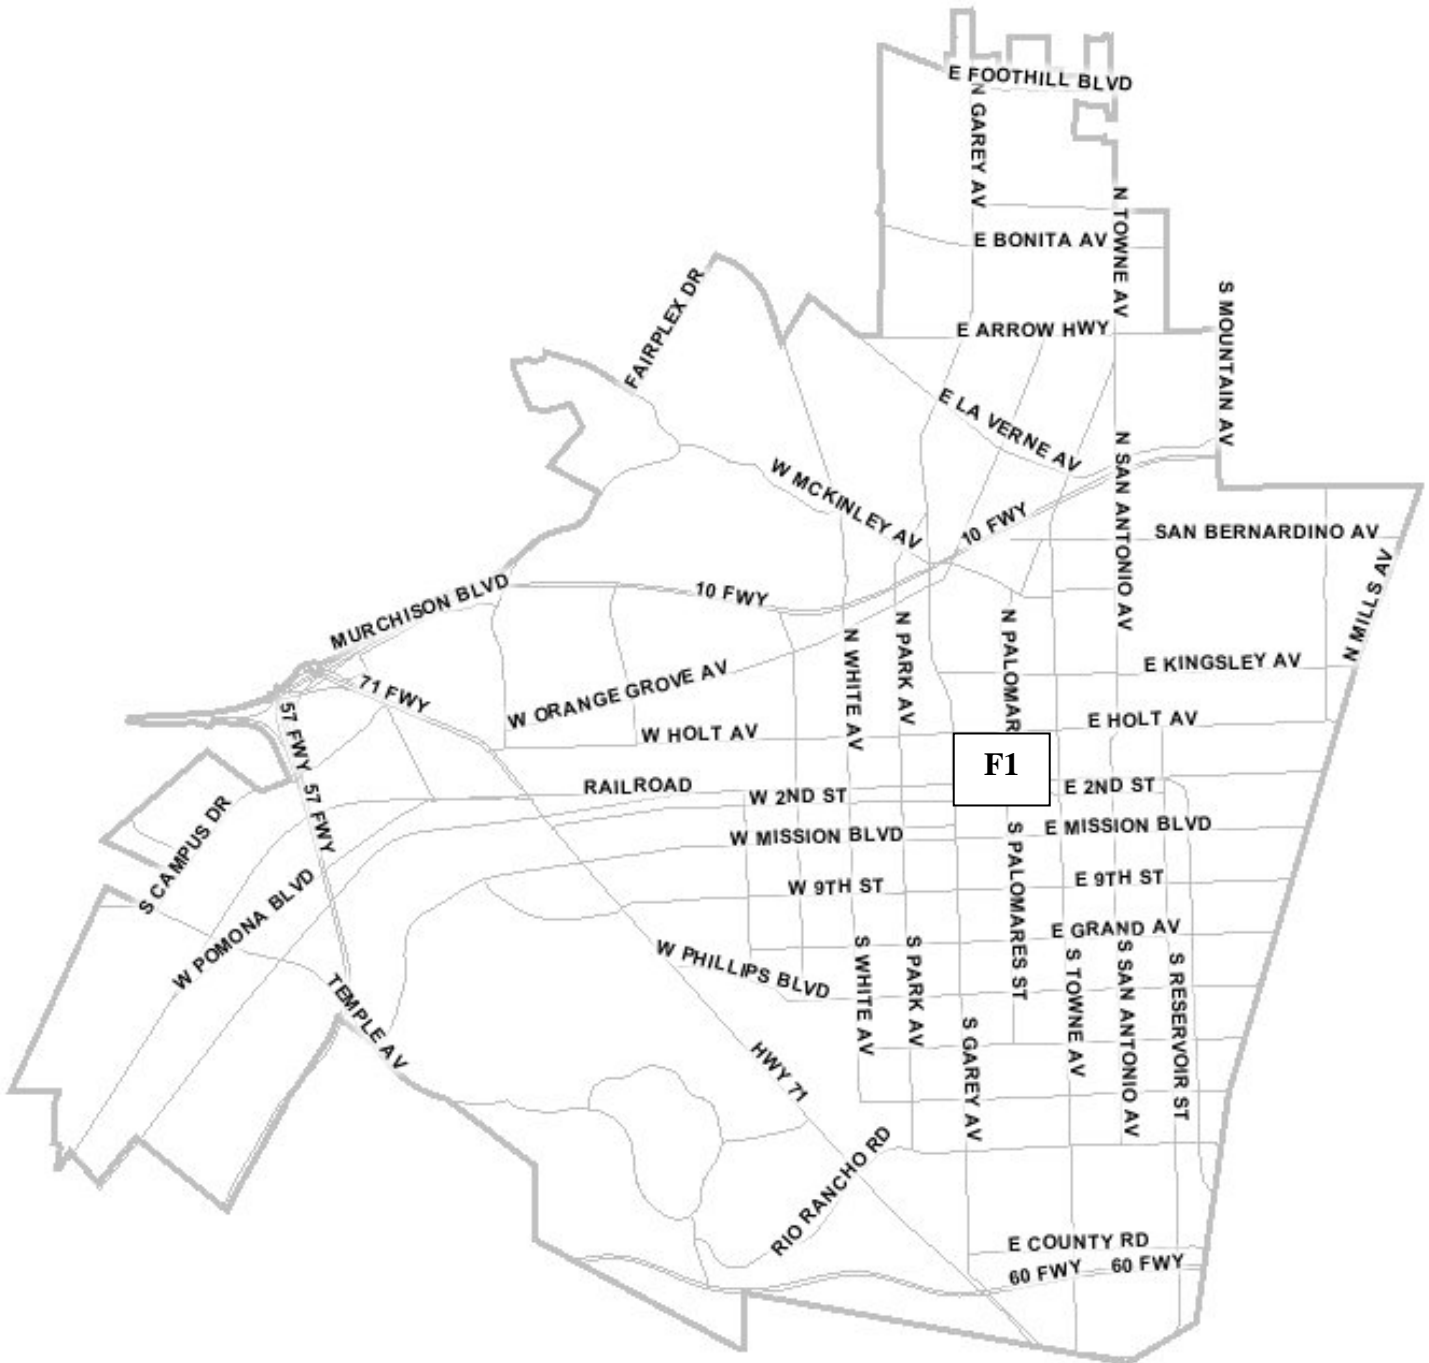 E FOOTHILL BLVD
N GAREY AV
N TOWNE AV
E BONITA AV
S MOUNTAIN AV
FAIRPLEX DR
E ARROW HWY
E LA VERNE AV
N SAN ANTONIO AV
W MCKINLEY AV
10 FWY
SAN BERNARDINO AV
N MILLS AV
MURCHISON BLVD
10 FWY
N WHITE AV
N PARK AV
N PALOMAR
E KINGSLEY AV
71 FWY
W ORANGE GROVE AV
57 FWY
W HOLT AV
E HOLT AV
F1
RAILROAD
57 FWY
W 2ND ST
E 2ND ST
S CAMPUS DR
W MISSION BLVD
E MISSION BLVD
S PALOMARES ST
W POMONA BLVD
W 9TH ST
E 9TH ST
E GRAND AV
W PHILLIPS BLVD
S WHITE AV
S PARK AV
S TOWNE AV
S SAN ANTONIO AV
S RESERVOIR ST
TEMPLE AV
S GAREY AV
HWY 71
RIO RANCHO RD
E COUNTY RD
60 FWY
60 FWY